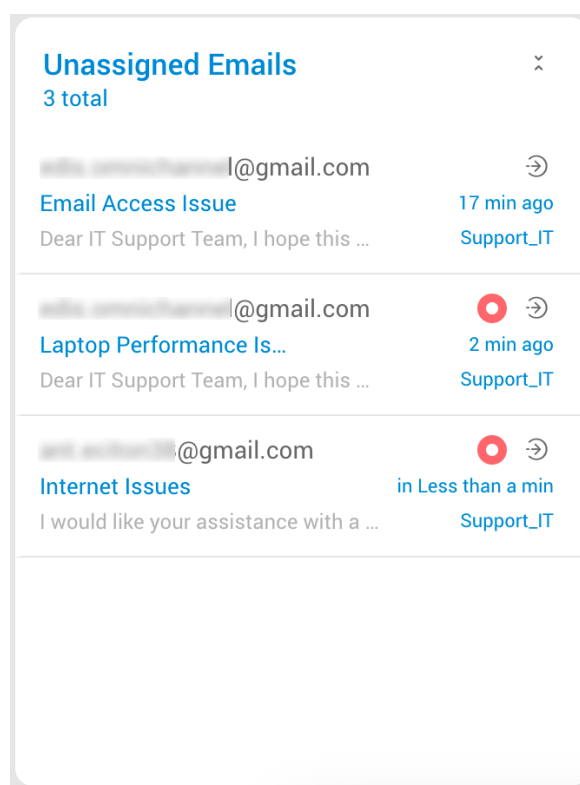 Unassigned Emails
3 total
l@gmail.com
Email Access Issue 17 min ago
Dear IT Support Team, I hope this ... Support_IT
@gmail.com
Laptop Performance Is... 2 min ago
Dear IT Support Team, I hope this ... Support_IT
@gmail.com
Internet Issues in Less than a min
I would like your assistance with a ... Support_IT